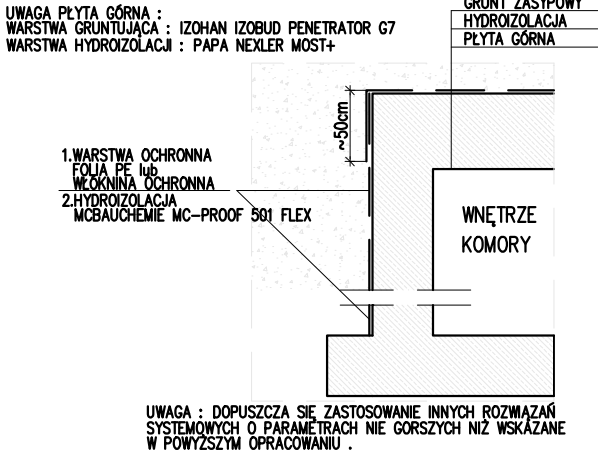 UWAGA PŁYTA GÓRNA :
WARSTWA GRUNTUJĄCA : IZOHAN IZOBUD PENETRATOR G7
WARSTWA HYDROIZOLACJI : PAPA NEXLER MOST+
GRUNT ZASYPOWY
HYDROIZOLACJA
PŁYTA GÓRNA
~50cm
1.WARSTWA OCHRONNA
FOLIA PE lub
WŁÓKNINA OCHRONNA
2.HYDROIZOLACJA
MCBAUCHEMIE MC-PROOF 501 FLEX
WNĘTRZE
KOMORY
UWAGA : DOPUSZCZA SIĘ ZASTOSOWANIE INNYCH ROZWIĄZAŃ
SYSTEMOWYCH O PARAMETRACH NIE GORSZYCH NIŻ WSKAZANE
W POWYŻSZYM OPRACOWANIU .